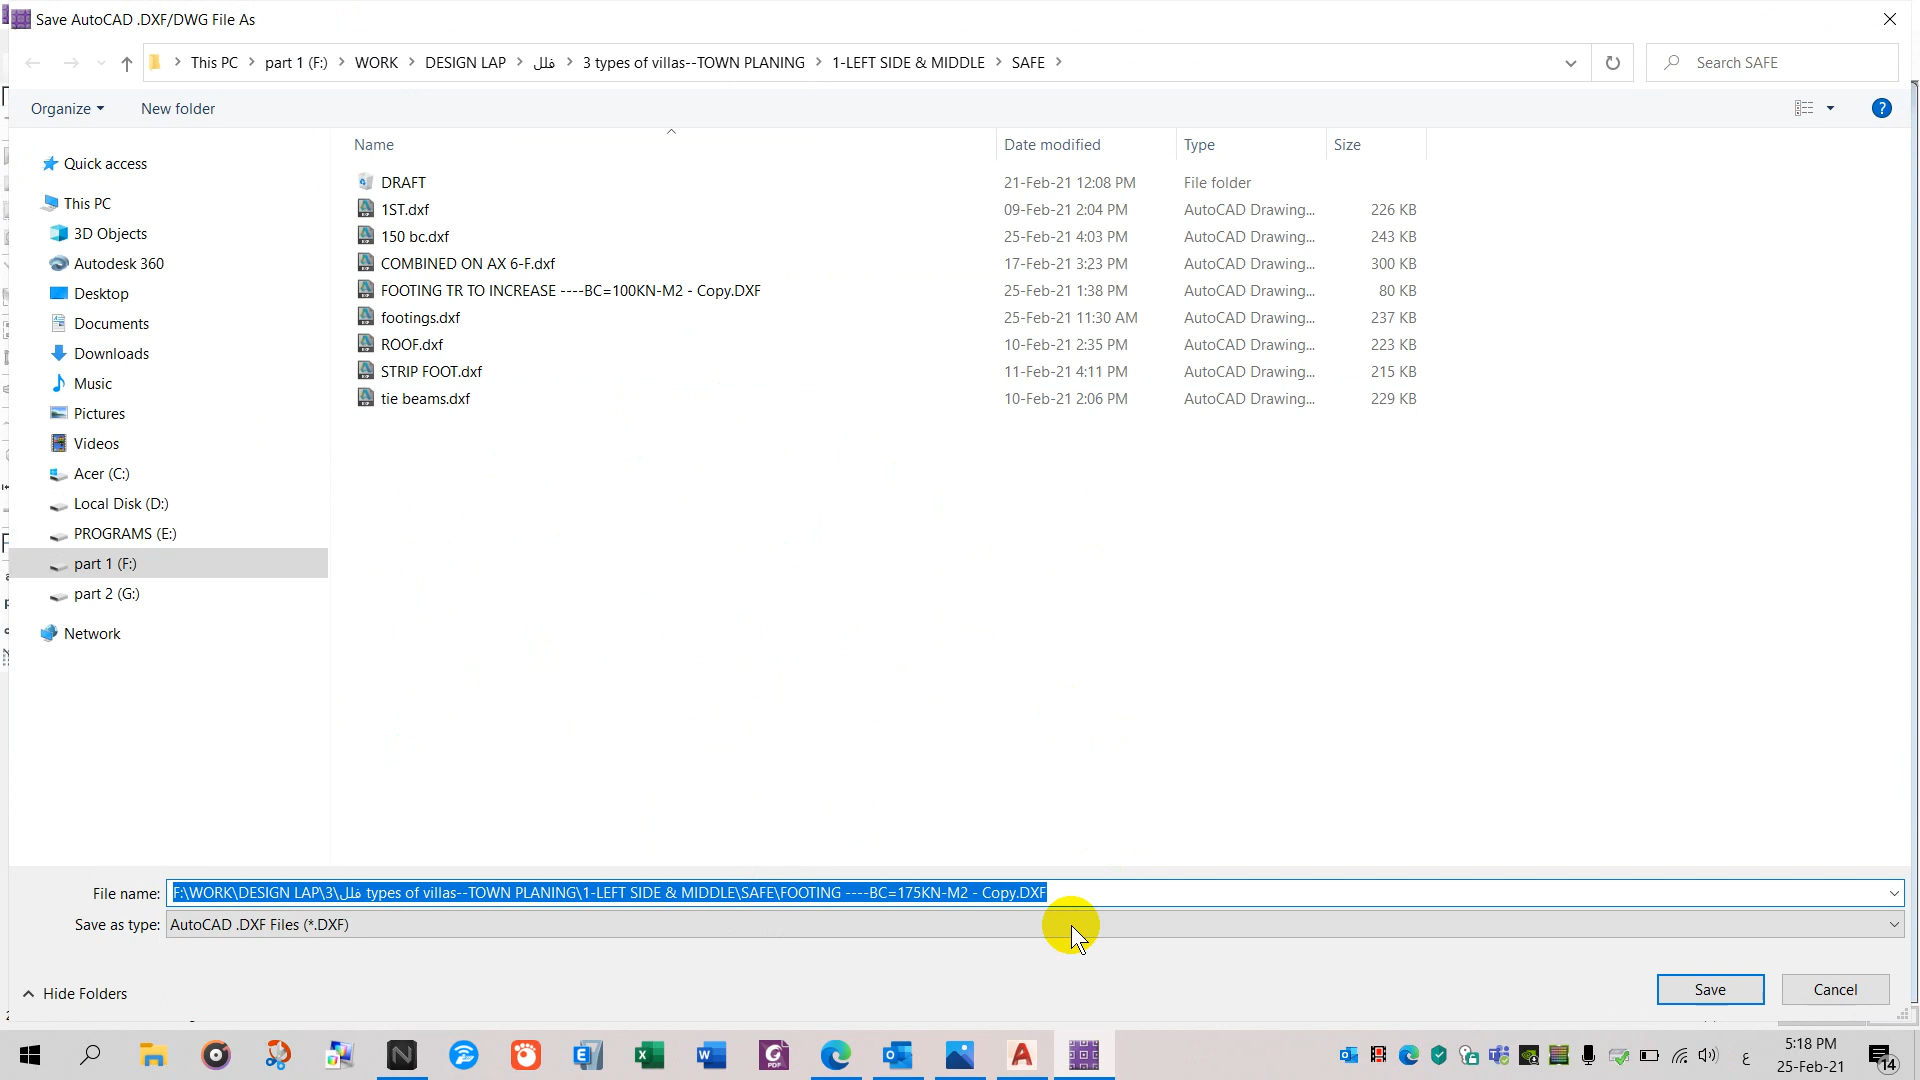 Save AutoCAD .DXF/DWG File As
This PC > part 1 (F:) > WORK > DESIGN LAP > فلل > 3 types of villas--TOWN PLANING > 1-LEFT SIDE & MIDDLE > SAFE >
Search SAFE
Organize
New folder
?
Name Date modified Type Size
Quick access
This PC
3D Objects
Autodesk 360
Desktop
Documents
Downloads
Music
Pictures
Videos
Acer (C:)
Local Disk (D:)
PROGRAMS (E:)
part 1 (F:)
part 2 (G:)
Network
DRAFT 21-Feb-21 12:08 PM File folder
1ST.dxf 09-Feb-21 2:04 PM AutoCAD Drawing... 226 KB
150 bc.dxf 25-Feb-21 4:03 PM AutoCAD Drawing... 243 KB
COMBINED ON AX 6-F.dxf 17-Feb-21 3:23 PM AutoCAD Drawing... 300 KB
FOOTING TR TO INCREASE ----BC=100KN-M2 - Copy.DXF 25-Feb-21 1:38 PM AutoCAD Drawing... 80 KB
footings.dxf 25-Feb-21 11:30 AM AutoCAD Drawing... 237 KB
ROOF.dxf 10-Feb-21 2:35 PM AutoCAD Drawing... 223 KB
STRIP FOOT.dxf 11-Feb-21 4:11 PM AutoCAD Drawing... 215 KB
tie beams.dxf 10-Feb-21 2:06 PM AutoCAD Drawing... 229 KB
File name: F:\WORK\DESIGN LAP\3\فلل types of villas--TOWN PLANING\1-LEFT SIDE & MIDDLE\SAFE\FOOTING ----BC=175KN-M2 - Copy.DXF
Save as type: AutoCAD .DXF Files (*.DXF)
Hide Folders
Save
Cancel
ع
5:18 PM
25-Feb-21
14